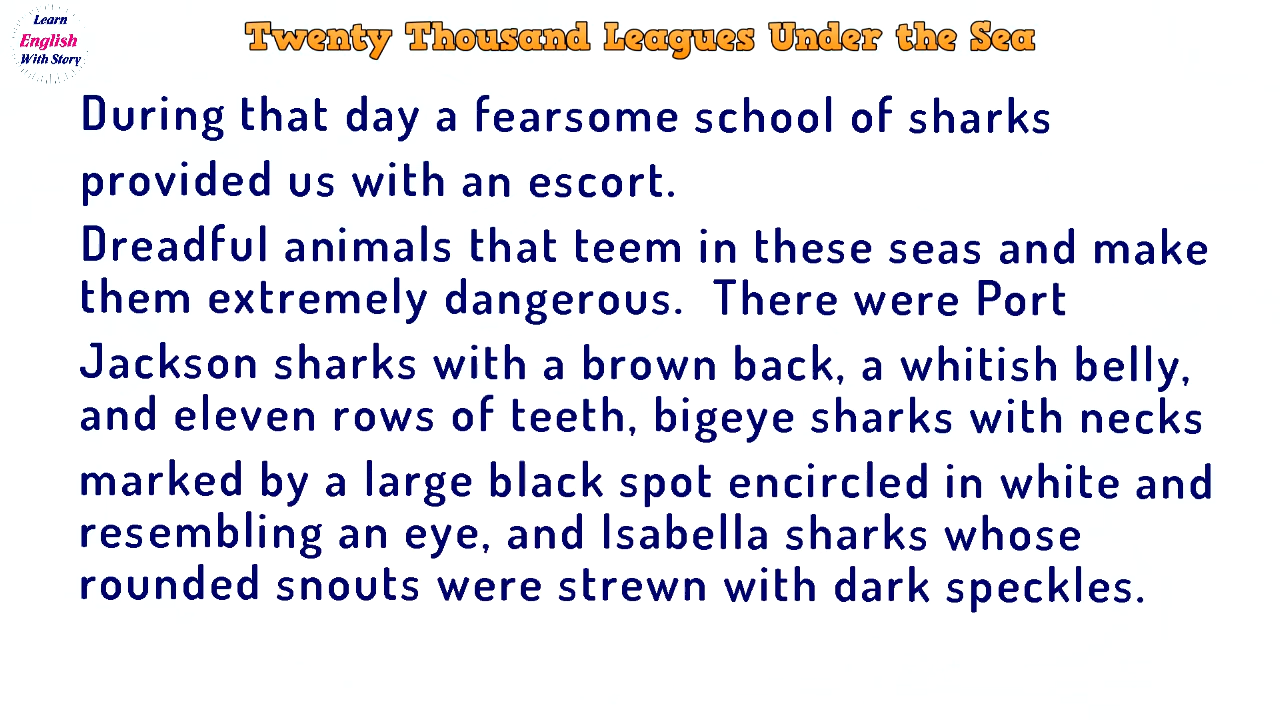 Learn
English
With Story
Twenty Thousand Leagues Under the Sea
During that day a fearsome school of sharks
provided us with an escort.
Dreadful animals that teem in these seas and make
them extremely dangerous.  There were Port
Jackson sharks with a brown back, a whitish belly,
and eleven rows of teeth, bigeye sharks with necks
marked by a large black spot encircled in white and
resembling an eye, and Isabella sharks whose
rounded snouts were strewn with dark speckles.